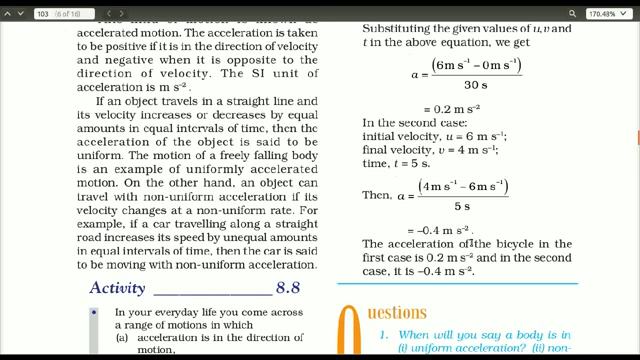 103
(6 of 16)
170.48%
accelerated motion. The acceleration is taken
to be positive if it is in the direction of velocity
and negative when it is opposite to the
direction of velocity. The SI unit of
acceleration is m s⁻².
If an object travels in a straight line and
its velocity increases or decreases by equal
amounts in equal intervals of time, then the
acceleration of the object is said to be
uniform. The motion of a freely falling body
is an example of uniformly accelerated
motion. On the other hand, an object can
travel with non-uniform acceleration if its
velocity changes at a non-uniform rate. For
example, if a car travelling along a straight
road increases its speed by unequal amounts
in equal intervals of time, then the car is said
to be moving with non-uniform acceleration.
Activity ______________ 8.8
• In your everyday life you come across
a range of motions in which
(a) acceleration is in the direction of
motion,
Substituting the given values of u,v and
t in the above equation, we get
a = (6 m s⁻¹ – 0 m s⁻¹) / 30 s
= 0.2 m s⁻²
In the second case:
initial velocity, u = 6 m s⁻¹;
final velocity, v = 4 m s⁻¹;
time, t = 5 s.
Then, a = (4 m s⁻¹ – 6 m s⁻¹) / 5 s
= –0.4 m s⁻².
The acceleration of the bicycle in the
first case is 0.2 m s⁻² and in the second
case, it is –0.4 m s⁻².
Questions
1. When will you say a body is in
(i) uniform acceleration? (ii) non-